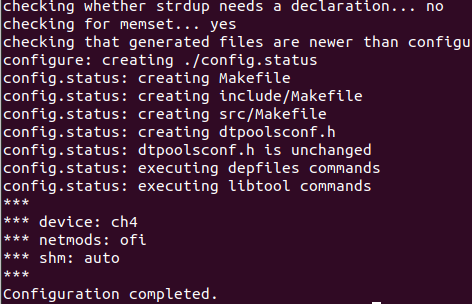 checking whether strdup needs a declaration... no
checking for memset... yes
checking that generated files are newer than configu
configure: creating ./config.status
config.status: creating Makefile
config.status: creating include/Makefile
config.status: creating src/Makefile
config.status: creating dtpoolsconf.h
config.status: dtpoolsconf.h is unchanged
config.status: executing depfiles commands
config.status: executing libtool commands
***
*** device: ch4
*** netmods: ofi
*** shm: auto
***
Configuration completed.